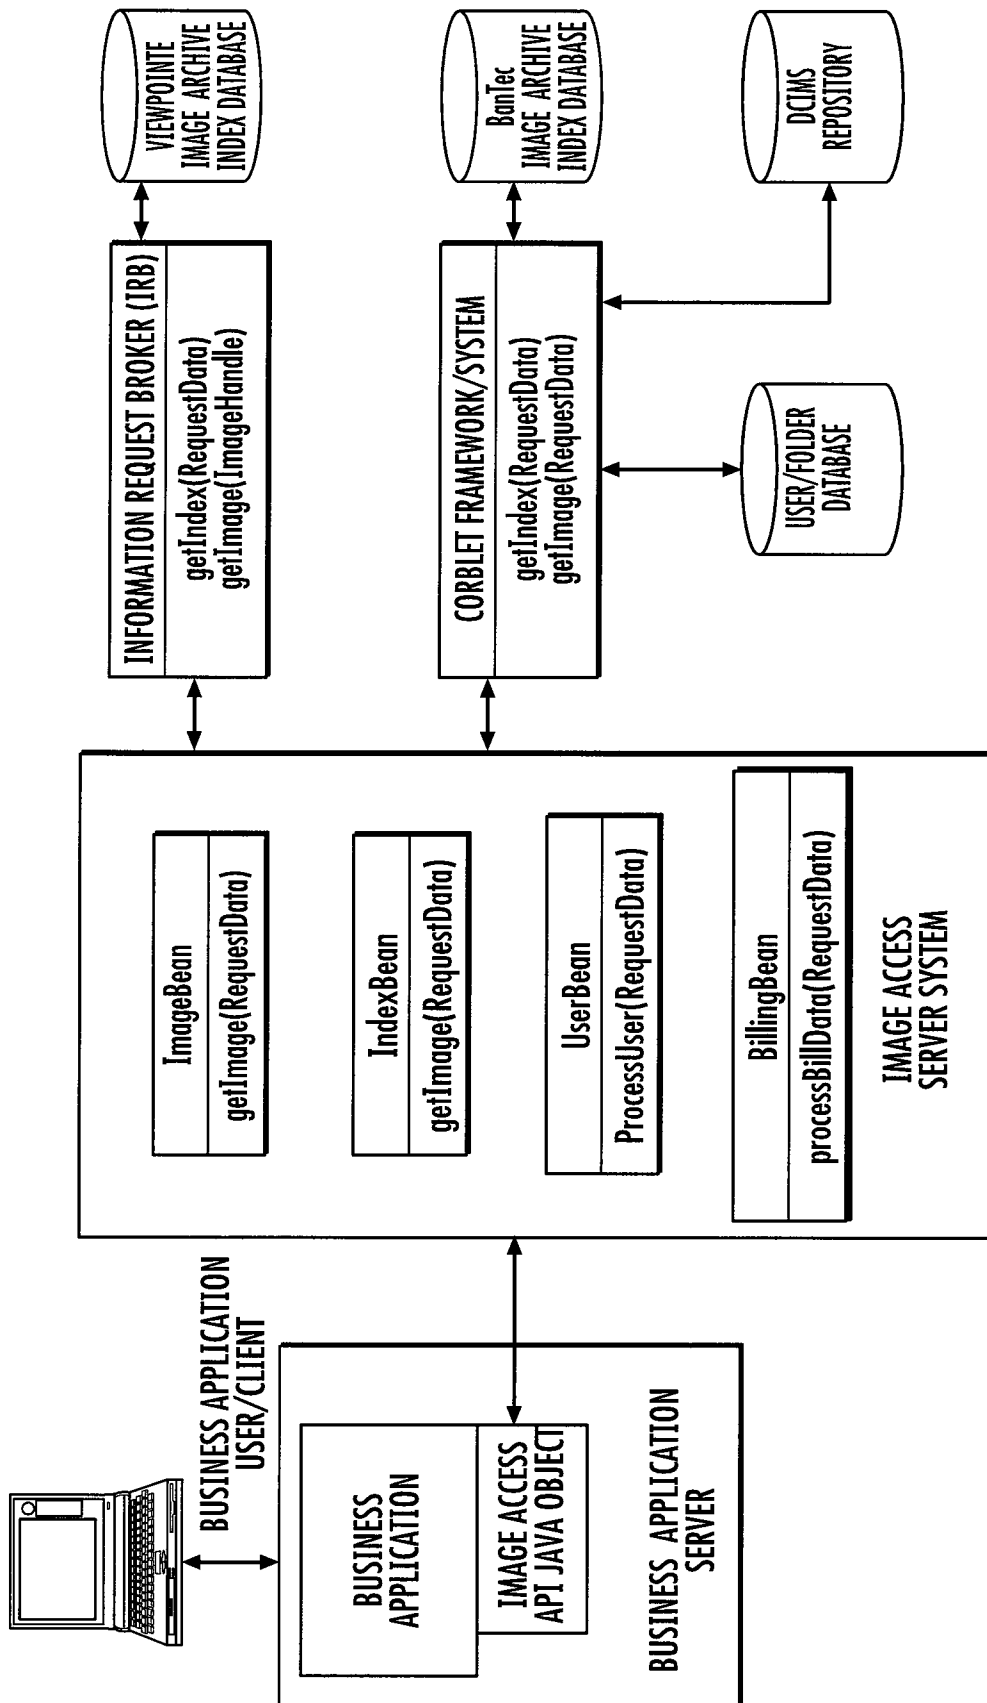 BUSINESS APPLICATION
USER/CLIENT
BUSINESS
APPLICATION
IMAGE ACCESS
API JAVA OBJECT
BUSINESS APPLICATION
SERVER
ImageBean
getImage(RequestData)
IndexBean
getImage(RequestData)
UserBean
ProcessUser(RequestData)
BillingBean
processBillData(RequestData)
IMAGE ACCESS
SERVER SYSTEM
INFORMATION REQUEST BROKER (IRB)
getIndex(RequestData)
getImage(ImageHandle)
CORBLET FRAMEWORK/SYSTEM
getIndex(RequestData)
getImage(RequestData)
USER/FOLDER
DATABASE
VIEWPOINTE
IMAGE ARCHIVE
INDEX DATABASE
BanTec
IMAGE ARCHIVE
INDEX DATABASE
DCIMS
REPOSITORY